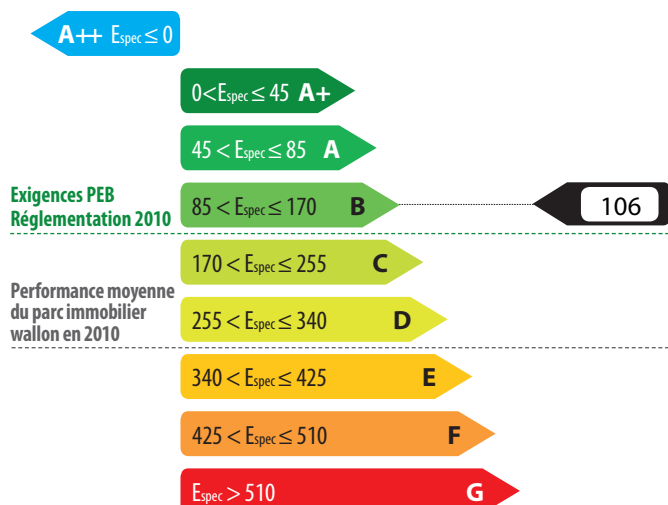 A++ Espec ≤ 0
0<Espec ≤ 45 A+
45 < Espec ≤ 85 A
Exigences PEB
Réglementation 2010
85 < Espec ≤ 170 B
106
170 < Espec ≤ 255 C
Performance moyenne
du parc immobilier
wallon en 2010
255 < Espec ≤ 340 D
340 < Espec ≤ 425 E
425 < Espec ≤ 510 F
Espec > 510 G